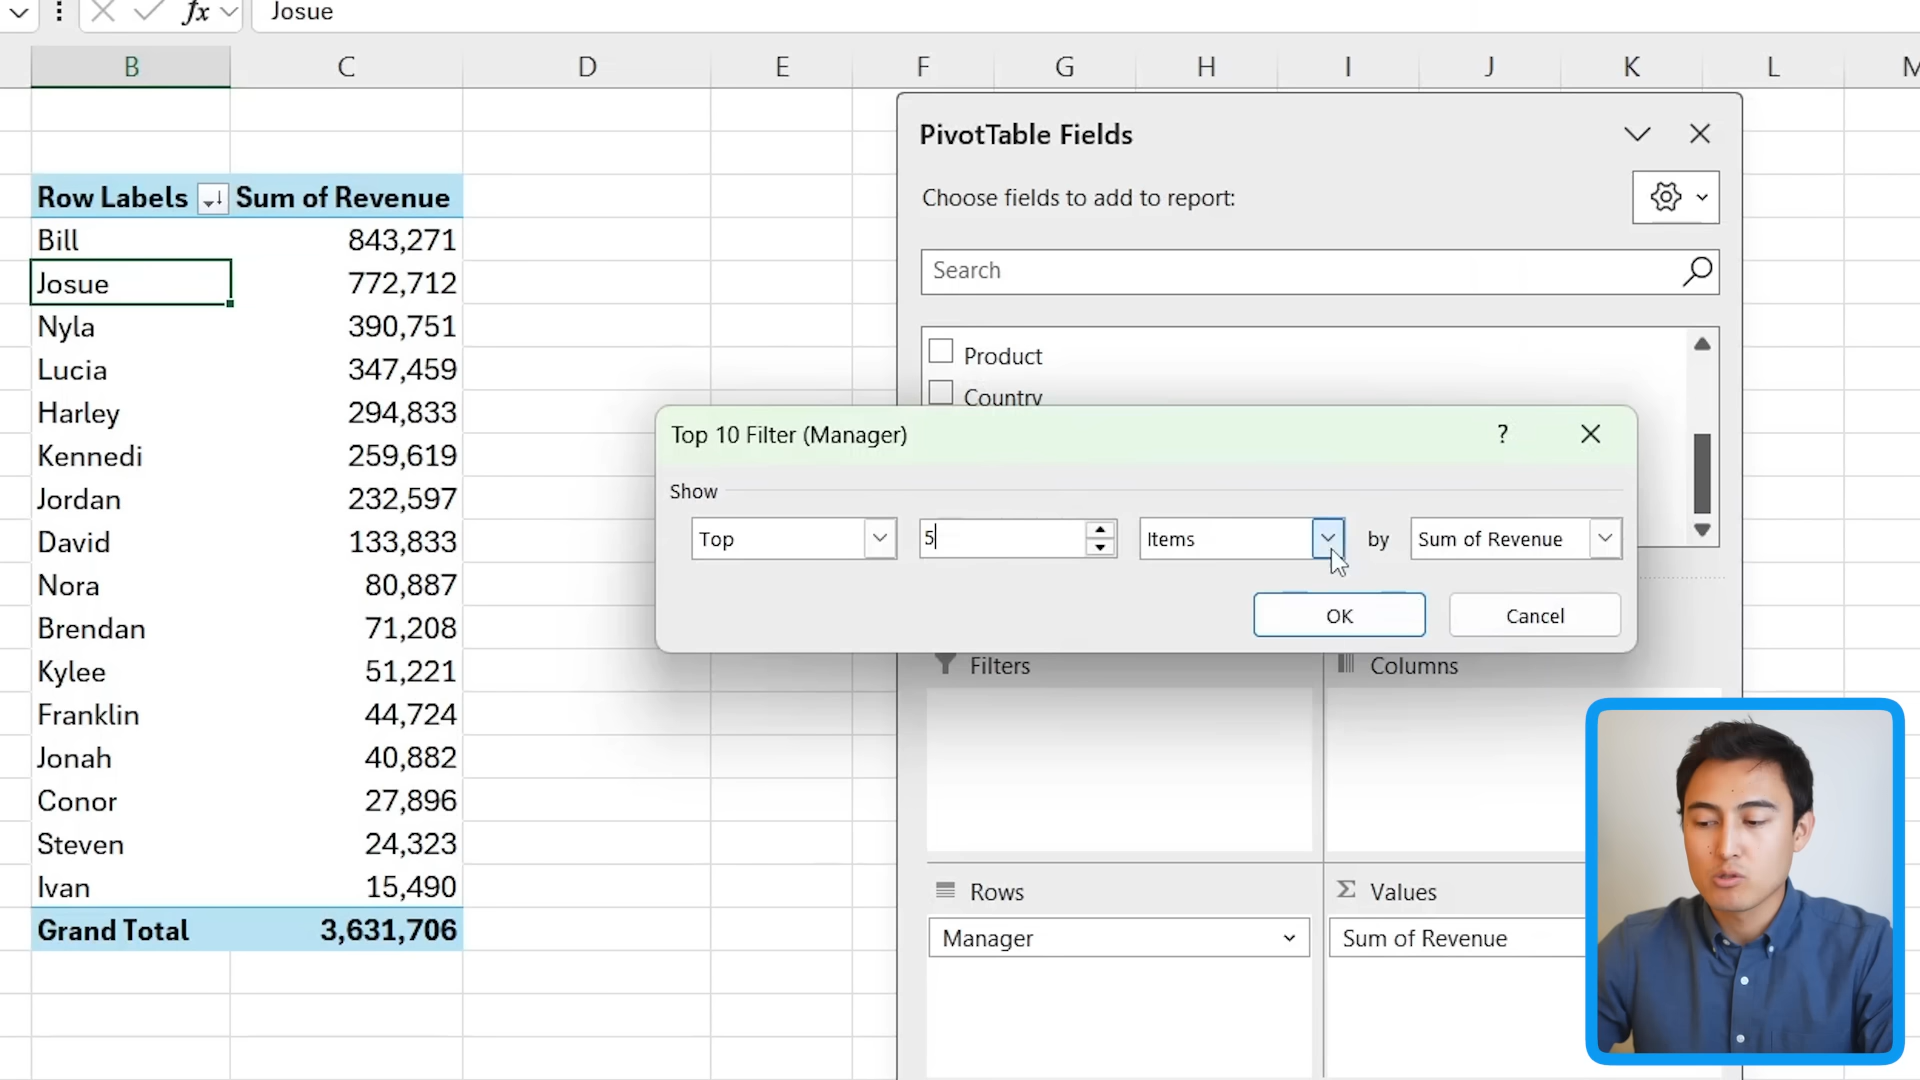 fx Josue
B C D E F G H I J K L M
Row Labels Sum of Revenue
Bill 843,271
Josue 772,712
Nyla 390,751
Lucia 347,459
Harley 294,833
Kennedi 259,619
Jordan 232,597
David 133,833
Nora 80,887
Brendan 71,208
Kylee 51,221
Franklin 44,724
Jonah 40,882
Conor 27,896
Steven 24,323
Ivan 15,490
Grand Total 3,631,706
PivotTable Fields
Choose fields to add to report:
Search
Product
Country
Top 10 Filter (Manager) ?
Show
Top 5 Items by Sum of Revenue
OK Cancel
Filters Columns
Rows Σ Values
Manager Sum of Revenue